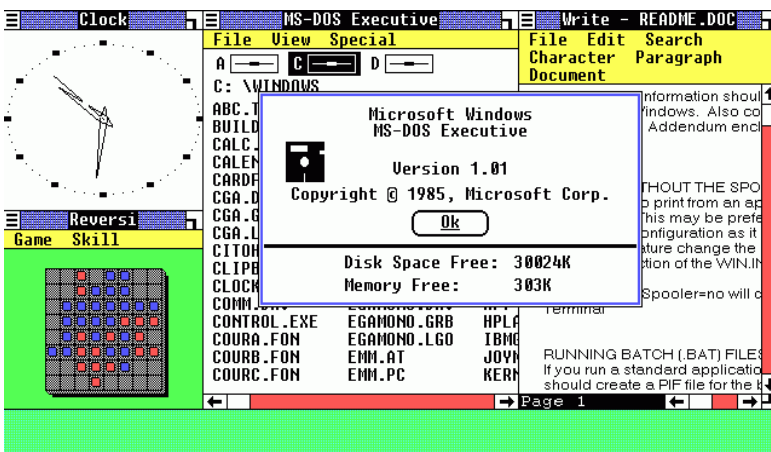 Clock
MS-DOS Executive
File View Special
A C D
C: \WINDOWS
ABC.T
BUILD
CALC.
CALEN
CARDF
CGA.D
CGA.G
CGA.L
CITOH
CLIPB
CLOCK
CONTROL.EXE EGAMONO.GRB HPLA
COURA.FON EGAMONO.LGO IBMG
COURB.FON EMM.AT JOYM
COURC.FON EMM.PC KERN
Write - README.DOC
File Edit Search
Character Paragraph
Document
nformation shoul
indows. Also co
Addendum encl
THOUT THE SPO
o print from an ap
his may be prefe
onfiguration as it
ature change the
ction of the WIN.IN
Spooler=no will c
Terminal
RUNNING BATCH (.BAT) FILES
If you run a standard applicatio
should create a PIF file for the b
Page 1
Microsoft Windows
MS-DOS Executive
Version 1.01
Copyright © 1985, Microsoft Corp.
Ok
Disk Space Free: 30024K
Memory Free: 303K
Reversi
Game Skill